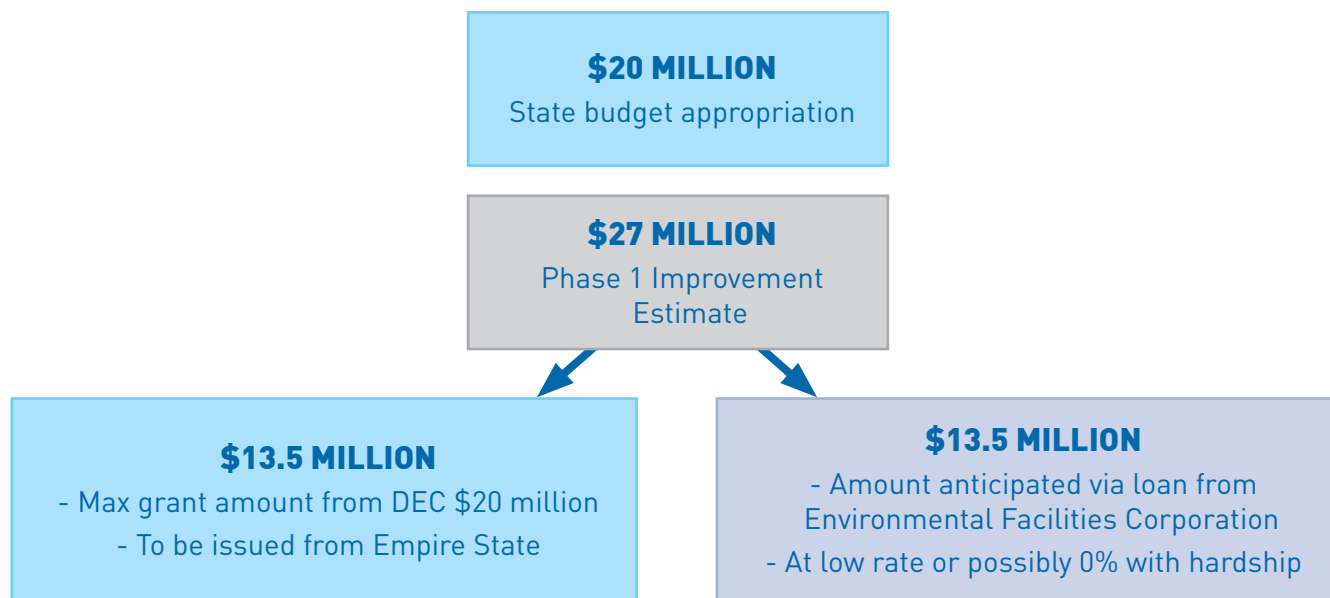 $20 MILLION
State budget appropriation
$27 MILLION
Phase 1 Improvement
Estimate
$13.5 MILLION
- Max grant amount from DEC $20 million
- To be issued from Empire State
$13.5 MILLION
- Amount anticipated via loan from
Environmental Facilities Corporation
- At low rate or possibly 0% with hardship